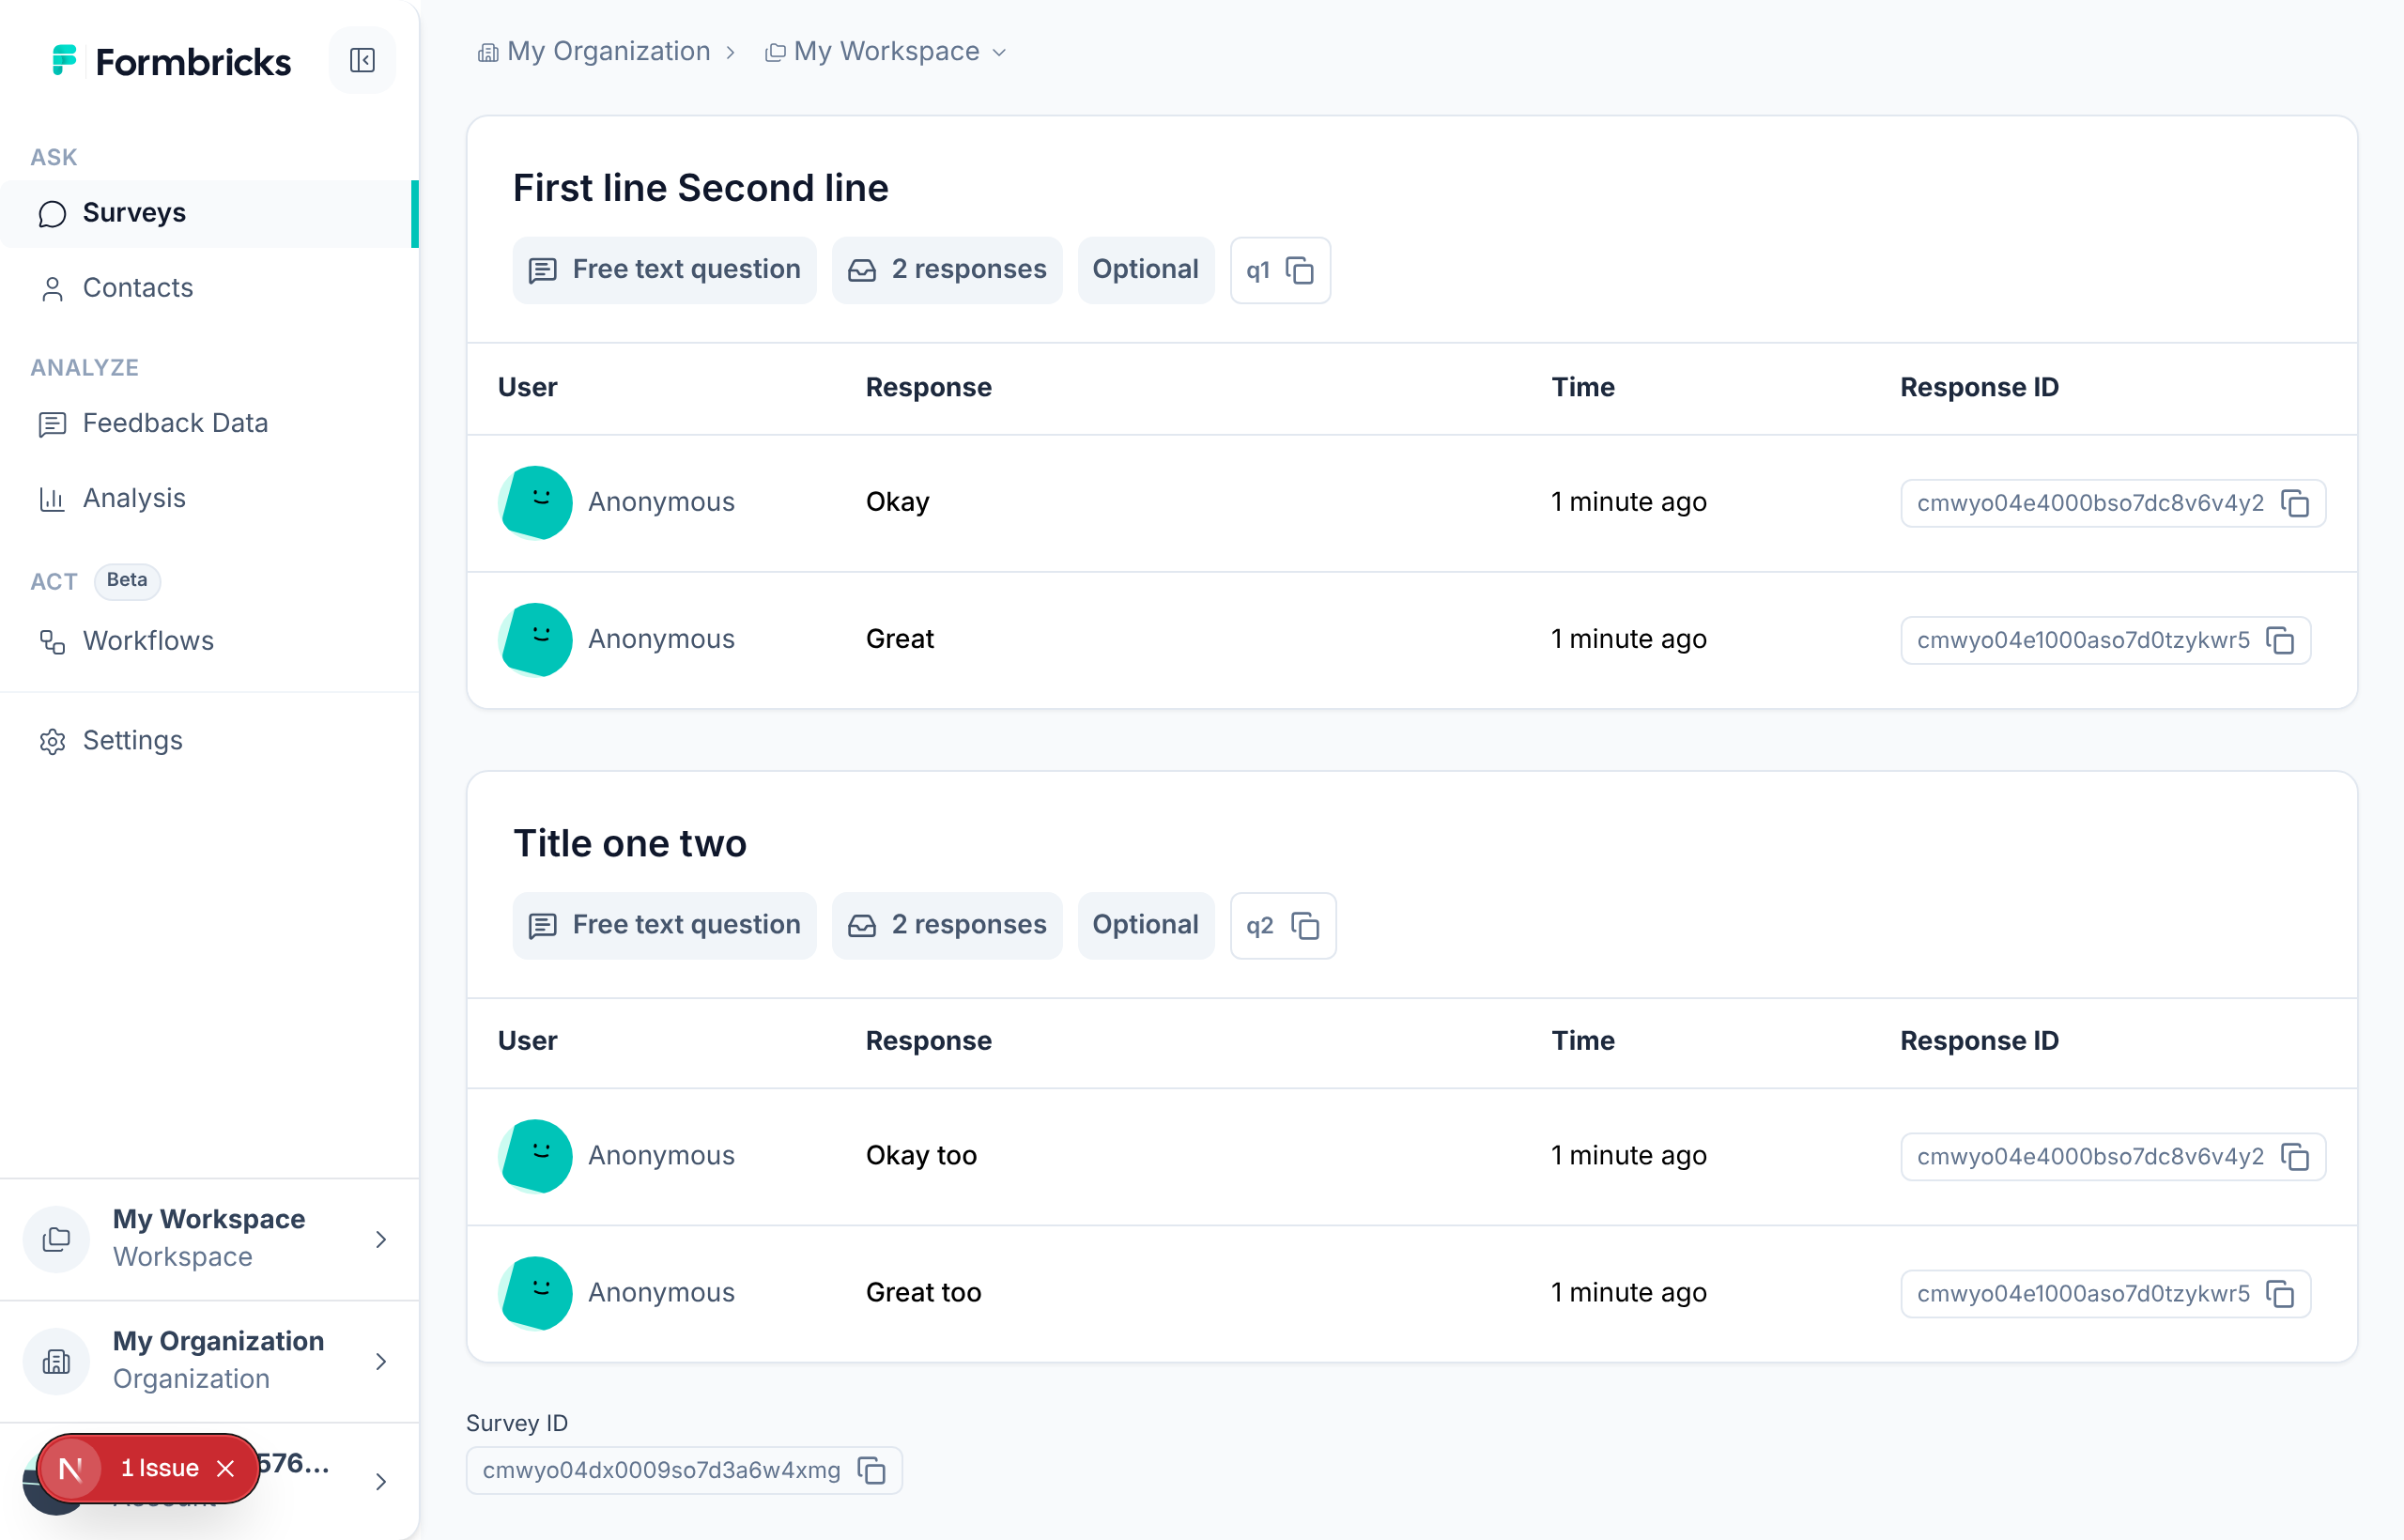 Formbricks
ASK
Surveys
Contacts
ANALYZE
Feedback Data
Analysis
ACT Beta
Workflows
Settings
My Workspace
Workspace
My Organization
Organization
N 1 Issue 576...
My Organization My Workspace
First line Second line
Free text question 2 responses Optional q1
User Response Time Response ID
Anonymous Okay 1 minute ago cmwyo04e4000bso7dc8v6v4y2
Anonymous Great 1 minute ago cmwyo04e1000aso7d0tzykwr5
Title one two
Free text question 2 responses Optional q2
User Response Time Response ID
Anonymous Okay too 1 minute ago cmwyo04e4000bso7dc8v6v4y2
Anonymous Great too 1 minute ago cmwyo04e1000aso7d0tzykwr5
Survey ID
cmwyo04dx0009so7d3a6w4xmg